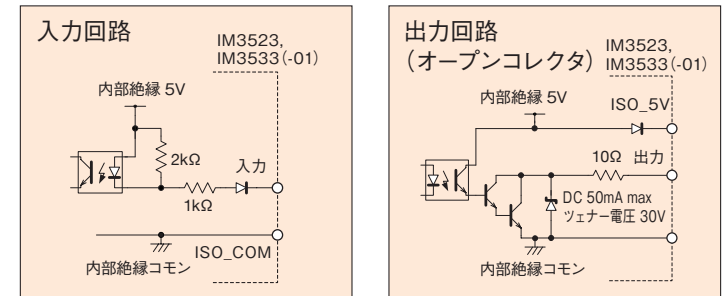 入力回路
IM3523,
IM3533(-01)
内部絶縁 5V
2kΩ
入力
1kΩ
ISO_COM
内部絶縁コモン
出力回路
(オープンコレクタ)
IM3523,
IM3533(-01)
内部絶縁 5V
ISO_5V
10Ω 出力
DC 50mA max
ツェナー電圧 30V
内部絶縁コモン